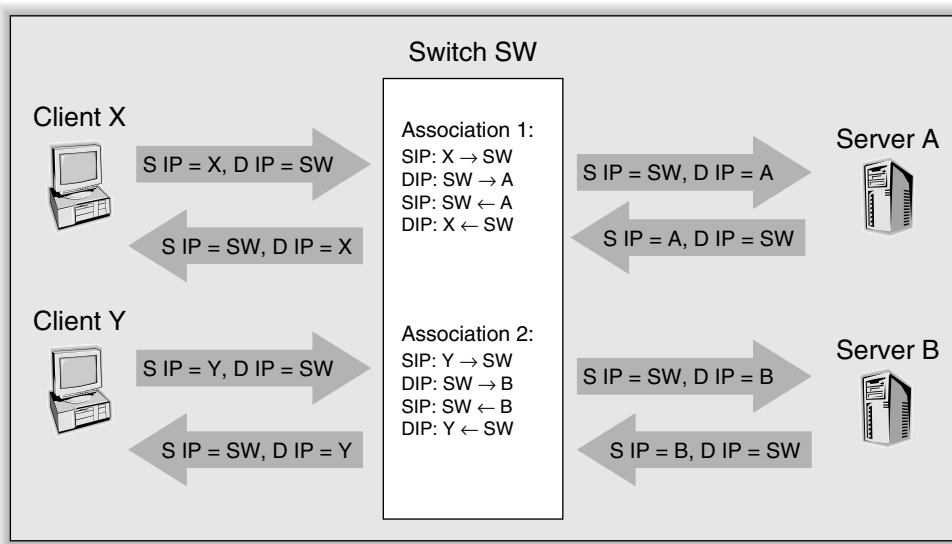 Switch SW
Client X
S IP = X, D IP = SW
S IP = SW, D IP = X
Association 1:
SIP: X → SW
DIP: SW → A
SIP: SW ← A
DIP: X ← SW
Server A
S IP = SW, D IP = A
S IP = A, D IP = SW
Client Y
S IP = Y, D IP = SW
S IP = SW, D IP = Y
Association 2:
SIP: Y → SW
DIP: SW → B
SIP: SW ← B
DIP: Y ← SW
Server B
S IP = SW, D IP = B
S IP = B, D IP = SW